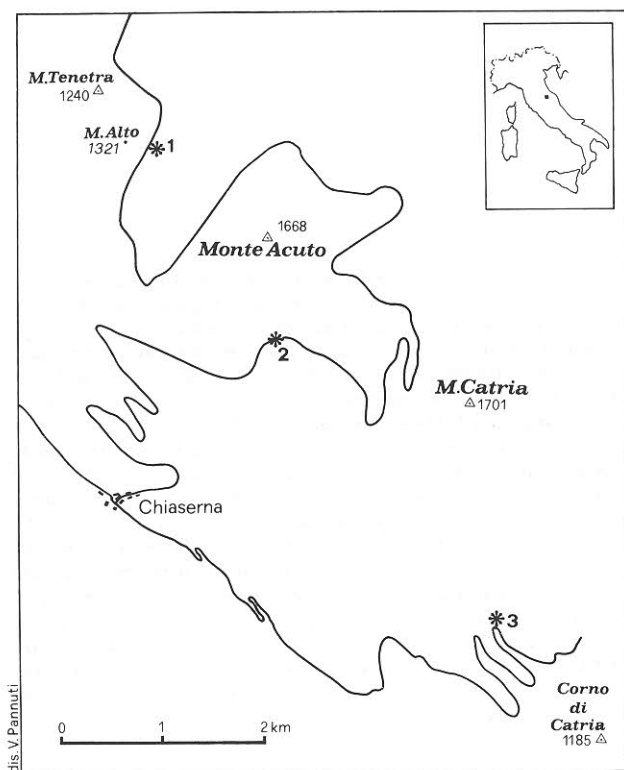 M.Tenetra
1240
M.Alto
1321
1
1668
Monte Acuto
2
M.Catria
1701
Chiaserna
3
Corno
di
Catria
1185
0 1 2 km
dis. V. Pannuti